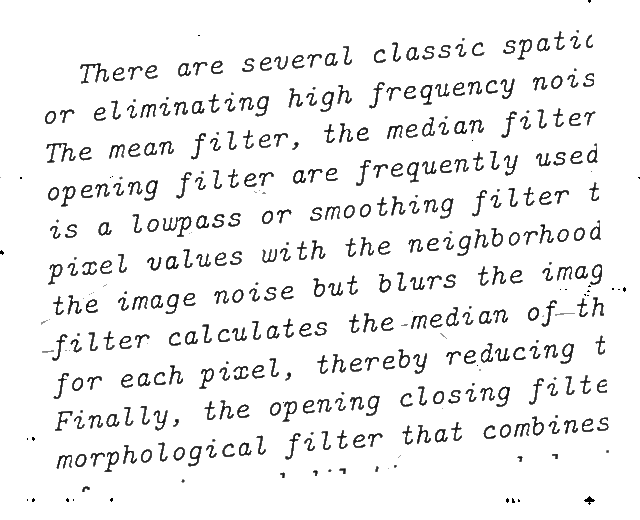 There are several classic spatic
or eliminating high frequency nois
The mean filter, the median filter
opening filter are frequently used
is a lowpass or smoothing filter t
pixel values with the neighborhood
the image noise but blurs the imag
filter calculates the median of th
for each pixel, thereby reducing t
Finally, the opening closing filte
morphological filter that combines